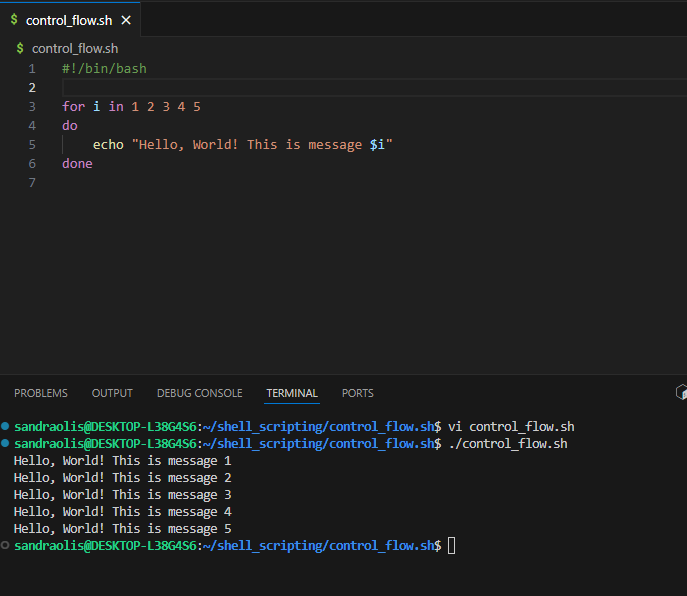 $ control_flow.sh ×
$ control_flow.sh
1 #!/bin/bash
2
3 for i in 1 2 3 4 5
4 do
5     echo "Hello, World! This is message $i"
6 done
7
PROBLEMS OUTPUT DEBUG CONSOLE TERMINAL PORTS
sandraolis@DESKTOP-L38G4S6:~/shell_scripting/control_flow.sh$ vi control_flow.sh
sandraolis@DESKTOP-L38G4S6:~/shell_scripting/control_flow.sh$ ./control_flow.sh
Hello, World! This is message 1
Hello, World! This is message 2
Hello, World! This is message 3
Hello, World! This is message 4
Hello, World! This is message 5
sandraolis@DESKTOP-L38G4S6:~/shell_scripting/control_flow.sh$